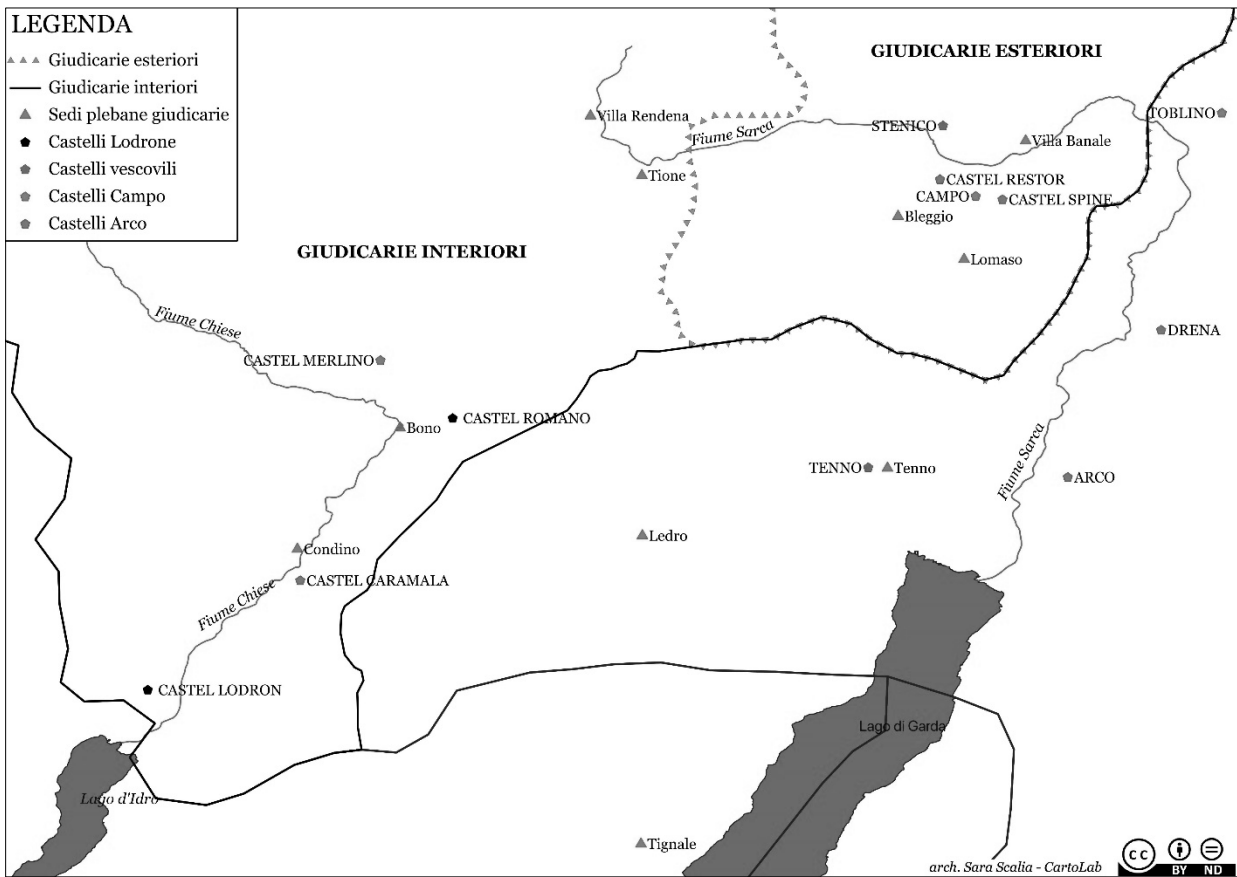 LEGENDA
Giudicarie esteriori
Giudicarie interiori
Sedi plebane giudicarie
Castelli Lodrone
Castelli vescovili
Castelli Campo
Castelli Arco
GIUDICARIE ESTERIORI
Villa Rendena
Fiume Sarca
STENICO
TOBLINO
Villa Banale
Tione
CASTEL RESTOR
CAMPO
CASTEL SPINE
Bleggio
GIUDICARIE INTERIORI
Lomaso
Fiume Chiese
DRENA
CASTEL MERLINO
CASTEL ROMANO
Bono
Fiume Sarca
TENNO
Tenno
ARCO
Ledro
Condino
CASTEL CARAMALA
Fiume Chiese
CASTEL LODRON
Lago di Garda
Lago d'Idro
Tignale
arch. Sara Scalia - CartoLab
cc
BY ND